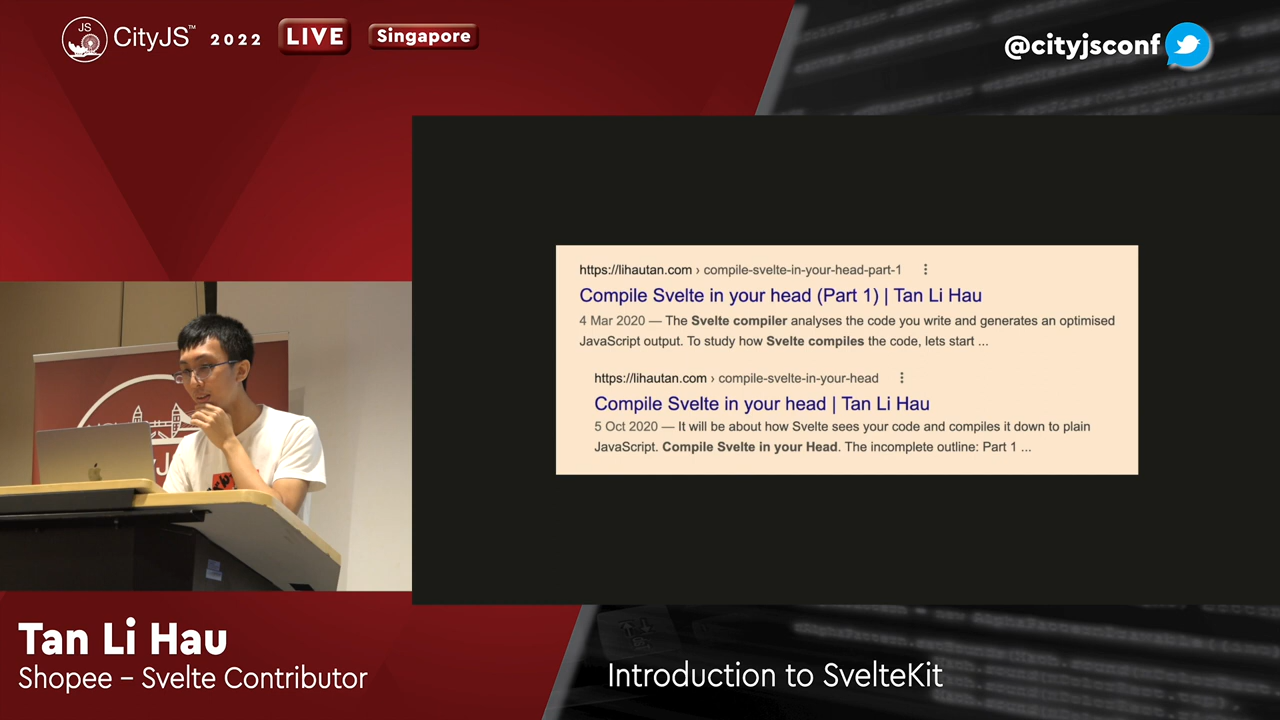 JS
CityJS™ 2022 LIVE Singapore
@cityjsconf
https://lihautan.com › compile-svelte-in-your-head-part-1
Compile Svelte in your head (Part 1) | Tan Li Hau
4 Mar 2020 — The Svelte compiler analyses the code you write and generates an optimised
JavaScript output. To study how Svelte compiles the code, lets start ...
https://lihautan.com › compile-svelte-in-your-head
Compile Svelte in your head | Tan Li Hau
5 Oct 2020 — It will be about how Svelte sees your code and compiles it down to plain
JavaScript. Compile Svelte in your Head. The incomplete outline: Part 1 ...
Tan Li Hau
Shopee – Svelte Contributor
Introduction to SvelteKit